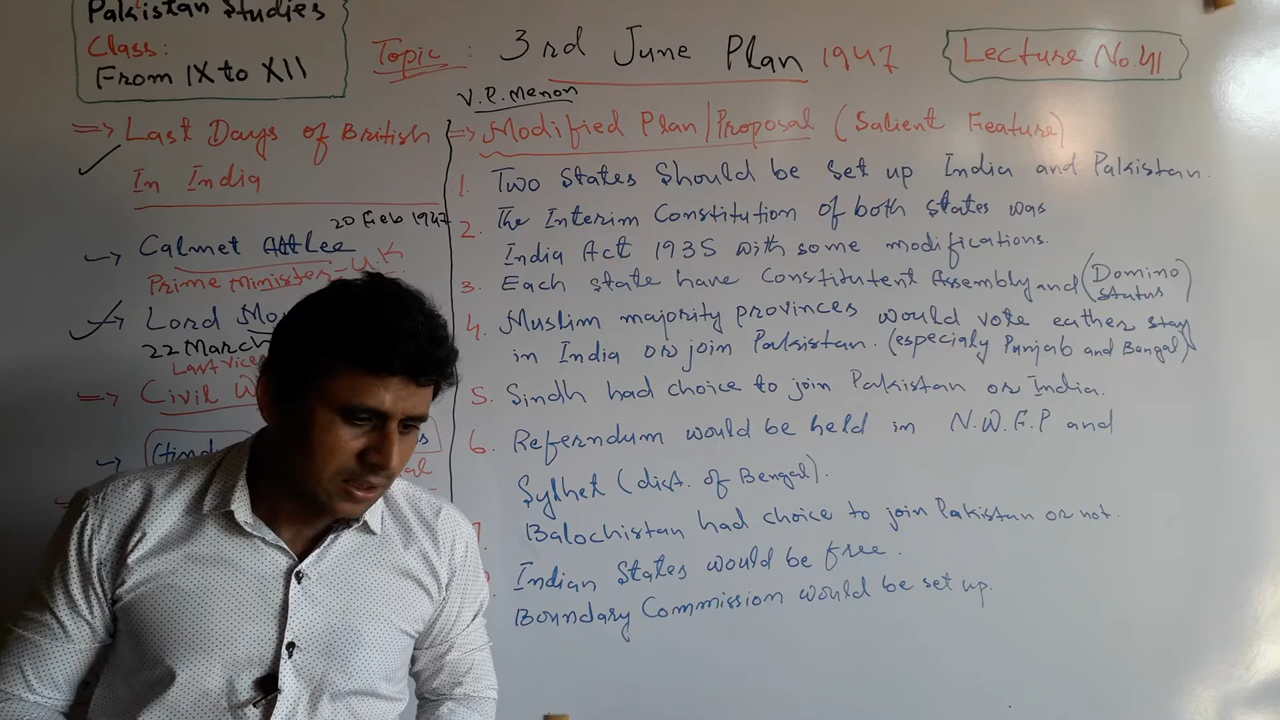 Pakistan Studies
Class:
From IX to XII
Topic : 3rd June Plan 1947
Lecture No.41
=> Last Days of British
In India
20 Feb 1947
Calmet Attlee
Prime Minister - U.K
Lord
22 March
Last
=> Civil
V.P. Menon
=> Modified Plan/Proposal (Salient Feature)
1. Two States Should be set up India and Pakistan.
2. The Interim Constitution of both states was
India Act 1935 with some modifications.
3. Each state have Constitutent Assembly and (Domino
status)
4. Muslim majority provinces would vote eather stay
in India or join Pakistan. (especialy Punjab and Bengal)
5. Sindh had choice to join Pakistan or India.
6. Referndum would be held in N.W.F.P and
Sylhet (dist. of Bengal).
Balochistan had choice to join Pakistan or not.
Indian States would be free.
Boundary Commission would be set up.